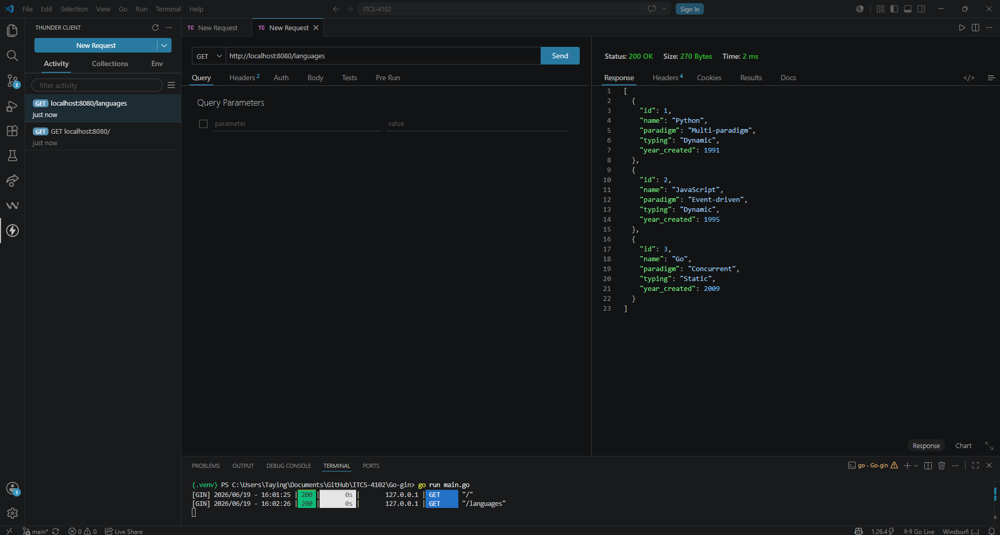 File Edit Selection View Go Run Terminal Help
ITCS-4102
Sign In
THUNDER CLIENT
New Request
Activity Collections Env
filter activity
GET localhost:8080/languages
just now
GET GET localhost:8080/
just now
3
1
TC New Request
TC New Request
GET http://localhost:8080/languages Send
Query Headers 2 Auth Body Tests Pre Run
Query Parameters
parameter value
Status: 200 OK Size: 270 Bytes Time: 2 ms
Response Headers 4 Cookies Results Docs </>
1 [
2 {
3 "id": 1,
4 "name": "Python",
5 "paradigm": "Multi-paradigm",
6 "typing": "Dynamic",
7 "year_created": 1991
8 },
9 {
10 "id": 2,
11 "name": "JavaScript",
12 "paradigm": "Event-driven",
13 "typing": "Dynamic",
14 "year_created": 1995
15 },
16 {
17 "id": 3,
18 "name": "Go",
19 "paradigm": "Concurrent",
20 "typing": "Static",
21 "year_created": 2009
22 }
23 ]
Response Chart
PROBLEMS OUTPUT DEBUG CONSOLE TERMINAL PORTS
go - Go-gin
(.venv) PS C:\Users\Taying\Documents\GitHub\ITCS-4102\Go-gin> go run main.go
[GIN] 2026/06/19 - 16:01:25 | 200 | 0s | 127.0.0.1 | GET "/"
[GIN] 2026/06/19 - 16:02:26 | 200 | 0s | 127.0.0.1 | GET "/languages"
main* 0 0 Live Share
1.26.4 Go Live Windsurf: {...}